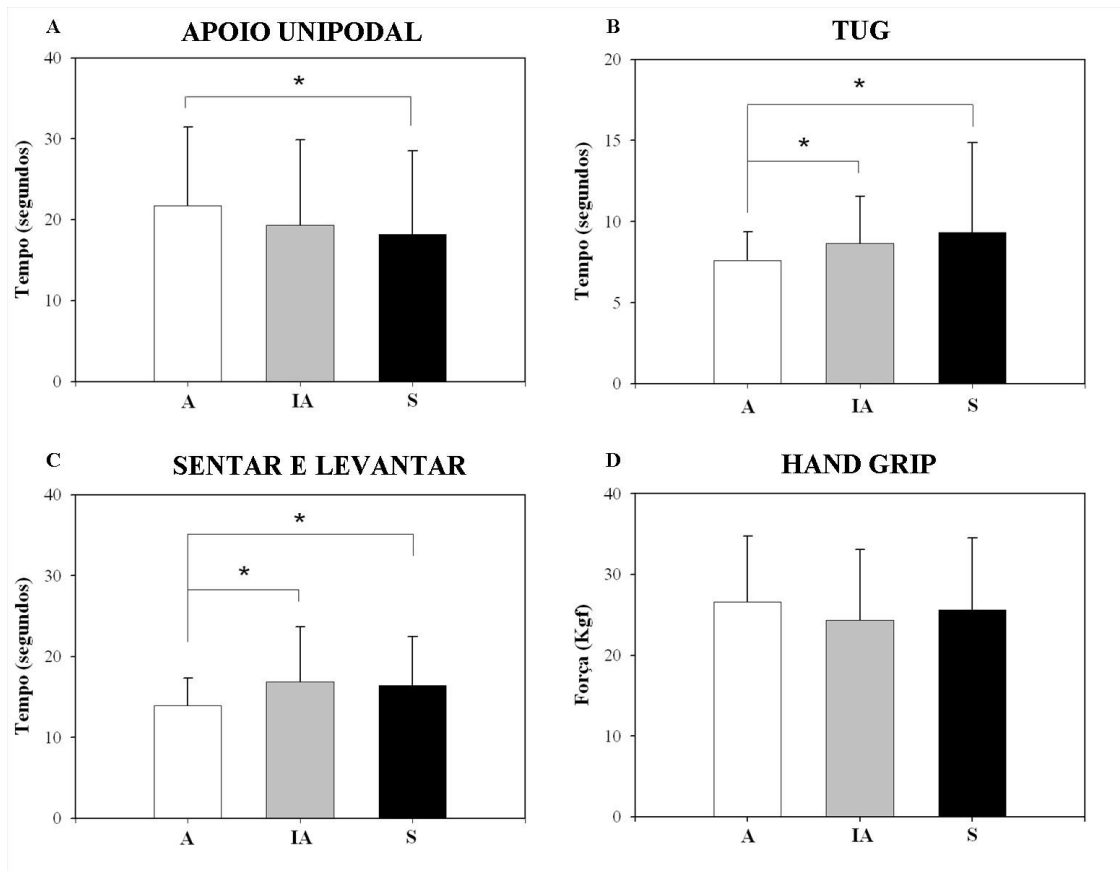 A
APOIO UNIPODAL
Tempo (segundos)
40
30
20
10
0
*
A IA S
B
TUG
Tempo (segundos)
20
15
10
5
0
*
*
A IA S
C
SENTAR E LEVANTAR
Tempo (segundos)
40
30
20
10
0
*
*
A IA S
D
HAND GRIP
Força (Kgf)
40
30
20
10
0
A IA S